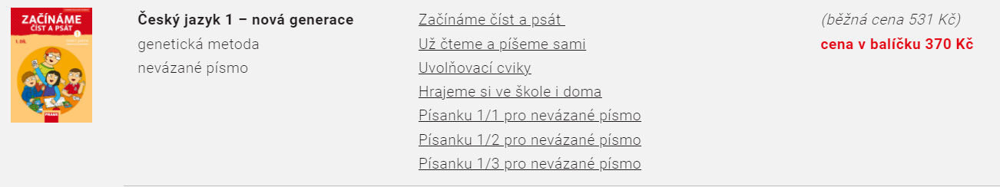 ZAČÍNÁME
ČÍST A PSÁT
1
1. DÍL
FRAUS
Český jazyk 1 – nová generace
genetická metoda
nevázané písmo
Začínáme číst a psát
Už čteme a píšeme sami
Uvolňovací cviky
Hrajeme si ve škole i doma
Písanku 1/1 pro nevázané písmo
Písanku 1/2 pro nevázané písmo
Písanku 1/3 pro nevázané písmo
(běžná cena 531 Kč)
cena v balíčku 370 Kč